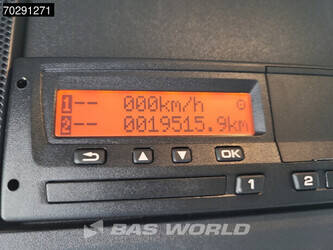 70291271
1-- 000km/h
2-- 0019515.9km
OK
1
2
BAS WORLD